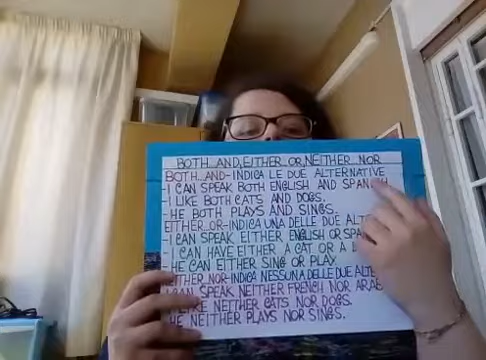 BOTH...AND, EITHER...OR, NEITHER...NOR
BOTH...AND-INDICA LE DUE ALTERNATIVE
-I CAN SPEAK BOTH ENGLISH AND SPANISH
-I LIKE BOTH CATS AND DOGS.
-HE BOTH PLAYS AND SINGS.
EITHER...OR-INDICA UNA DELLE DUE
-I CAN SPEAK EITHER ENGLISH OR
-I CAN HAVE EITHER A CAT OR A
-HE CAN EITHER SING OR PLAY
NEITHER NOR-INDICA NESSUNA DELLE DUE
SPEAK NEITHER FRENCH NOR
NEITHER CATS NOR DOGS.
HE NEITHER PLAYS NOR SINGS.